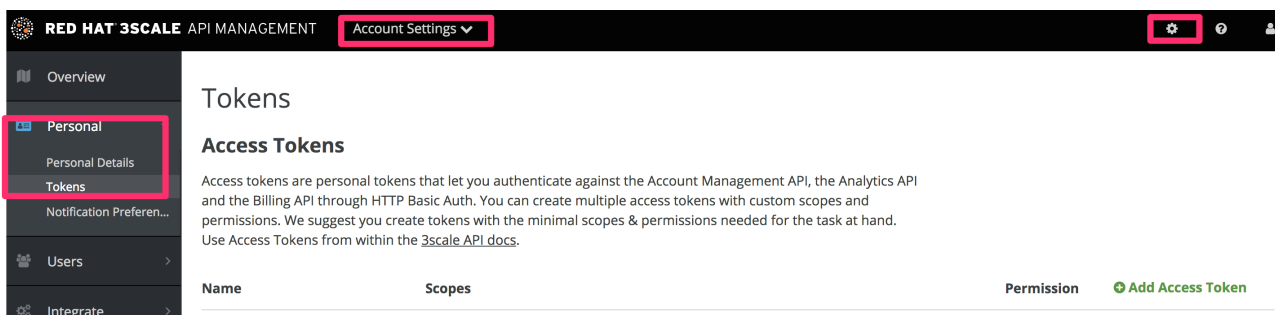 RED HAT 3SCALE API MANAGEMENT Account Settings
Overview
Personal
Personal Details
Tokens
Notification Preferen...
Users
Integrate
Tokens
Access Tokens
Access tokens are personal tokens that let you authenticate against the Account Management API, the Analytics API
and the Billing API through HTTP Basic Auth. You can create multiple access tokens with custom scopes and
permissions. We suggest you create tokens with the minimal scopes & permissions needed for the task at hand.
Use Access Tokens from within the 3scale API docs.
Name Scopes Permission Add Access Token